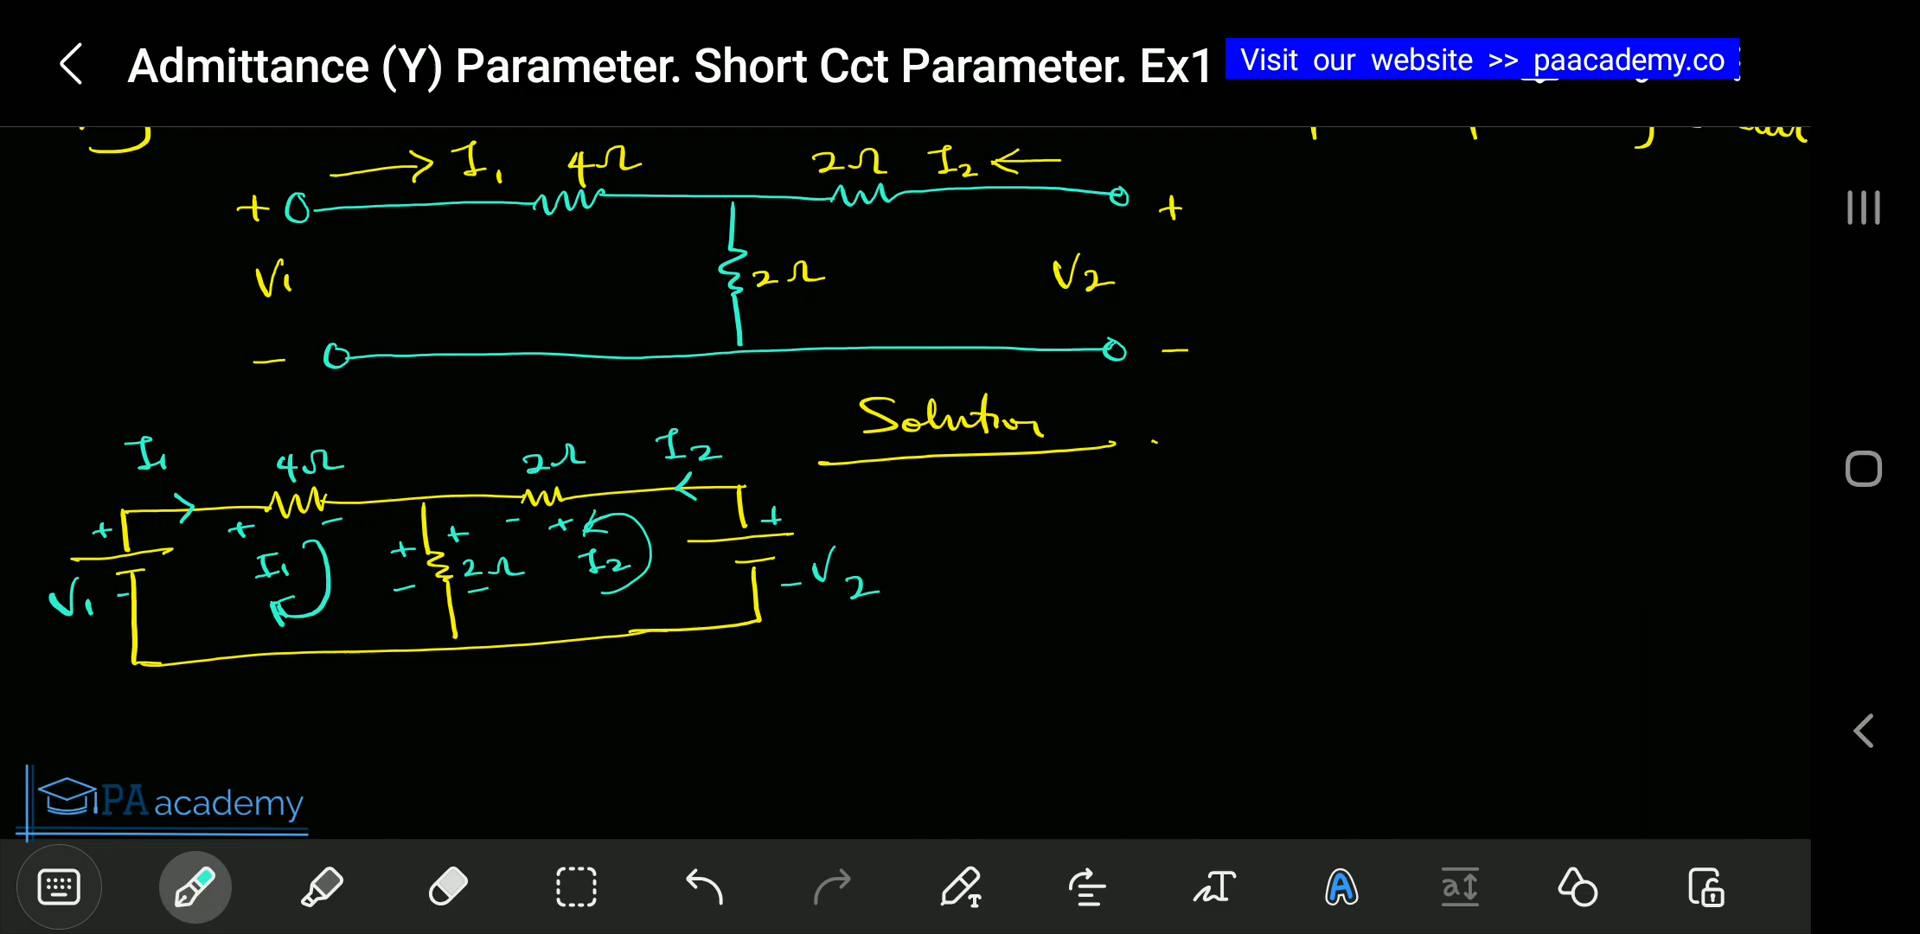 Admittance (Y) Parameter. Short Cct Parameter. Ex1
Visit our website >> paacademy.co
I₁ 4Ω 2Ω I₂
+ +
V₁ 2Ω V₂
- -
Solution
I₁ 4Ω 2Ω I₂
+ + - - + +
I₁ + + 2Ω I₂
V₁ - - - - V₂
PA academy